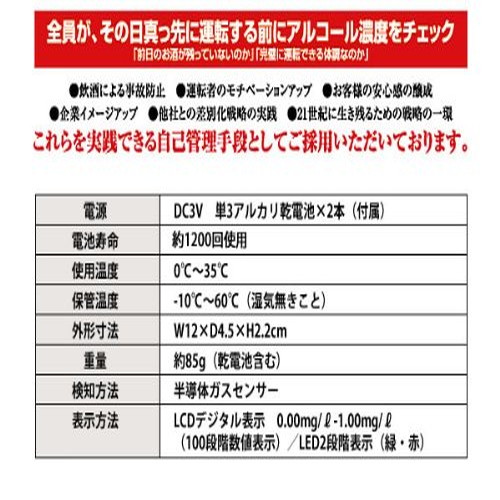 全員が、その日真っ先に運転する前にアルコール濃度をチェック
「前日のお酒が残っていないのか」「完璧に運転できる体調なのか」
●飲酒による事故防止 ●運転者のモチベーションアップ ●お客様の安心感の醸成
●企業イメージアップ ●他社との差別化戦略の実践 ●21世紀に生き残るための戦略の一環
これらを実践できる自己管理手段としてご採用いただいております。
電源 DC3V 単3アルカリ乾電池×2本（付属）
電池寿命 約1200回使用
使用温度 0℃～35℃
保管温度 -10℃～60℃（湿気無きこと）
外形寸法 W12×D4.5×H2.2cm
重量 約85g（乾電池含む）
検知方法 半導体ガスセンサー
表示方法 LCDデジタル表示 0.00mg/ℓ-1.00mg/ℓ
（100段階数値表示）／LED2段階表示（緑・赤）